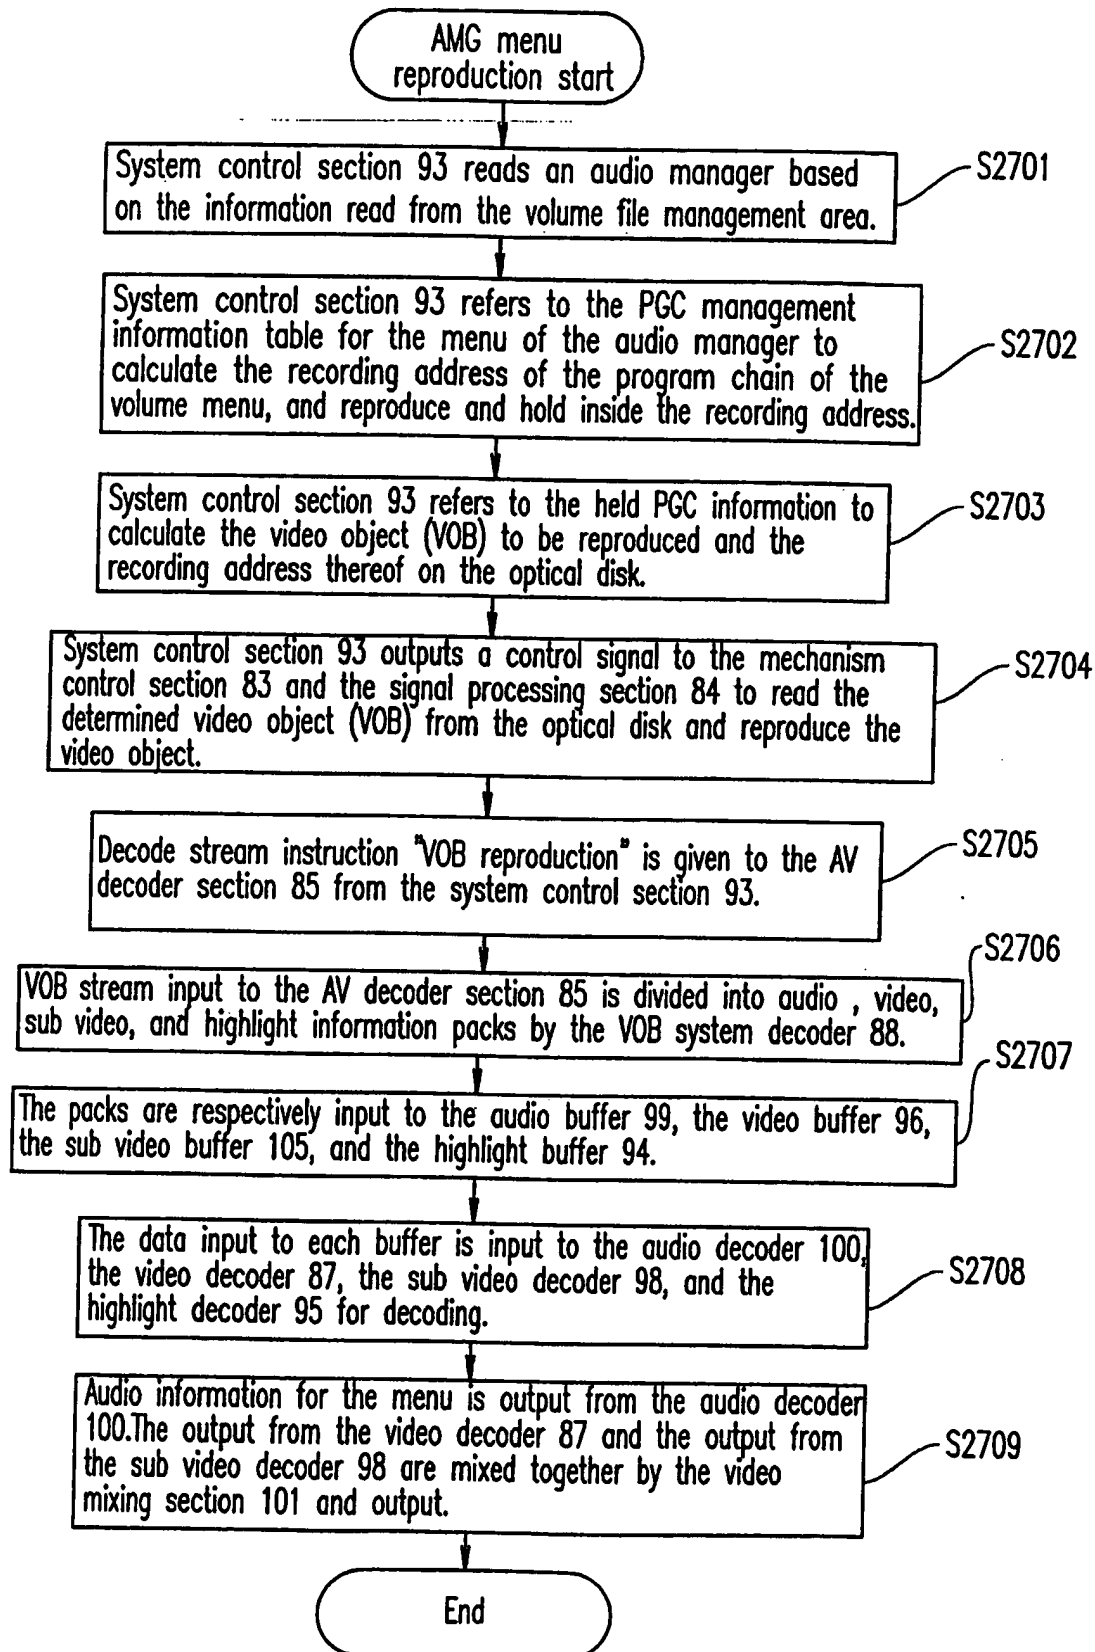 AMG menu
reproduction start
System control section 93 reads an audio manager based
on the information read from the volume file management area.
S2701
System control section 93 refers to the PGC management
information table for the menu of the audio manager to
calculate the recording address of the program chain of the
volume menu, and reproduce and hold inside the recording address.
S2702
System control section 93 refers to the held PGC information to
calculate the video object (VOB) to be reproduced and the
recording address thereof on the optical disk.
S2703
System control section 93 outputs a control signal to the mechanism
control section 83 and the signal processing section 84 to read the
determined video object (VOB) from the optical disk and reproduce the
video object.
S2704
Decode stream instruction "VOB reproduction" is given to the AV
decoder section 85 from the system control section 93.
S2705
VOB stream input to the AV decoder section 85 is divided into audio , video,
sub video, and highlight information packs by the VOB system decoder 88.
S2706
The packs are respectively input to the audio buffer 99, the video buffer 96,
the sub video buffer 105, and the highlight buffer 94.
S2707
The data input to each buffer is input to the audio decoder 100,
the video decoder 87, the sub video decoder 98, and the
highlight decoder 95 for decoding.
S2708
Audio information for the menu is output from the audio decoder
100.The output from the video decoder 87 and the output from
the sub video decoder 98 are mixed together by the video
mixing section 101 and output.
S2709
End